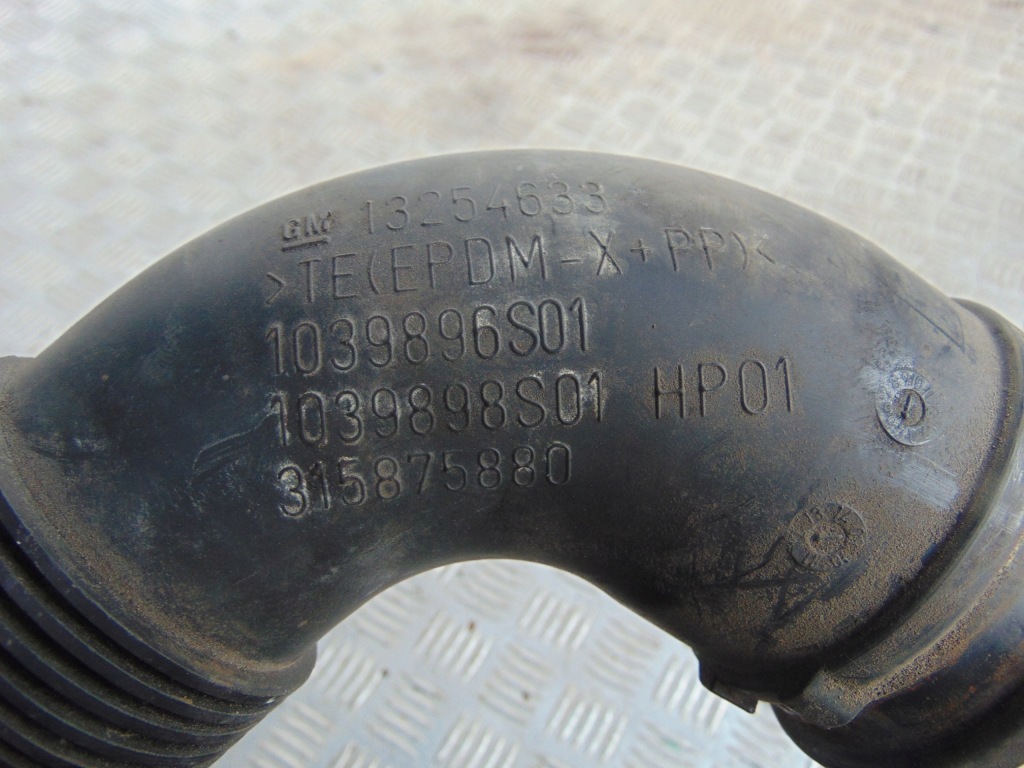 GM 13254633
>TE(EPDM-X+PP)<
1039896S01
1039898S01 HP01
315875880